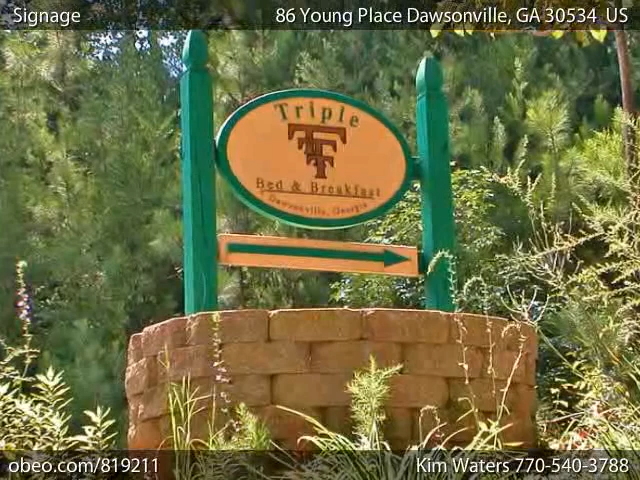 Signage
86 Young Place Dawsonville, GA 30534 US
Triple
TTT
Bed & Breakfast
Dawsonville, Georgia
obeo.com/819211
Kim Waters 770-540-3788